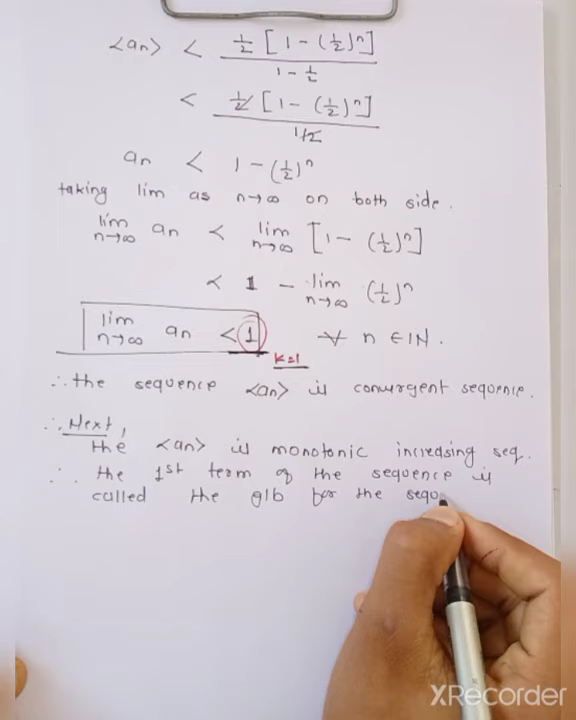 <an> < 1/2 [1 - (1/2)^n] / 1 - 1/2
< 1/2 [1 - (1/2)^n] / 1/2
an < 1 - (1/2)^n
taking lim as n→∞ on both side.
lim n→∞ an < lim n→∞ [1 - (1/2)^n]
< 1 - lim n→∞ (1/2)^n
lim n→∞ an < 1 ∀ n ∈ IN.
k=1
∴ the sequence <an> is convurgent sequence.
∴ Next,
the <an> is monotonic increasing seq.
∴ the 1st term of the sequence is
called the glb for the sequ
XRecorder